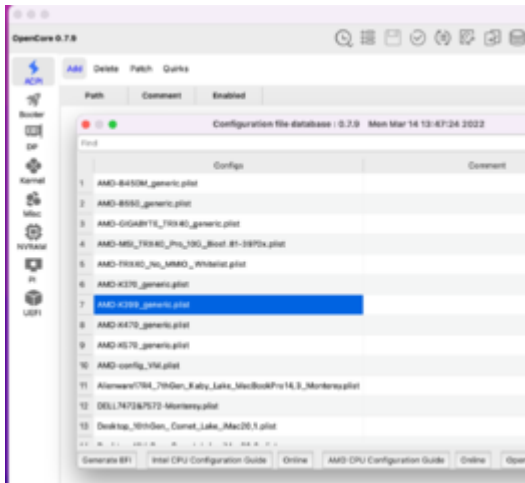 OpenCore 0.7.9
ACPI
Booter
DP
Kernel
Misc
NVRAM
PI
UEFI
Add Delete Patch Quirks
Path Comment Enabled
Configuration file database : 0.7.9 Mon Mar 14 13:47:24 2022
Find
Configs Comment
1 AMD-B450M_generic.plist
2 AMD-B550_generic.plist
3 AMD-GIGABYTE_TRX40_generic.plist
4 AMD-MSI_TRX40_Pro_10G_Bios1.81-3970x.plist
5 AMD-TRX40_No_MMIO_Whitelist.plist
6 AMD-X370_generic.plist
7 AMD-X399_generic.plist
8 AMD-X470_generic.plist
9 AMD-X570_generic.plist
10 AMD-config_VM.plist
11 Alienware17R4_7thGen_Kaby_Lake_MacBookPro14,3_Monterey.plist
12 DELL7472&7572-Monterey.plist
13 Desktop_10thGen_Comet_Lake_iMac20,1.plist
Generate EFI Intel CPU Configuration Guide Online AMD CPU Configuration Guide Online Open